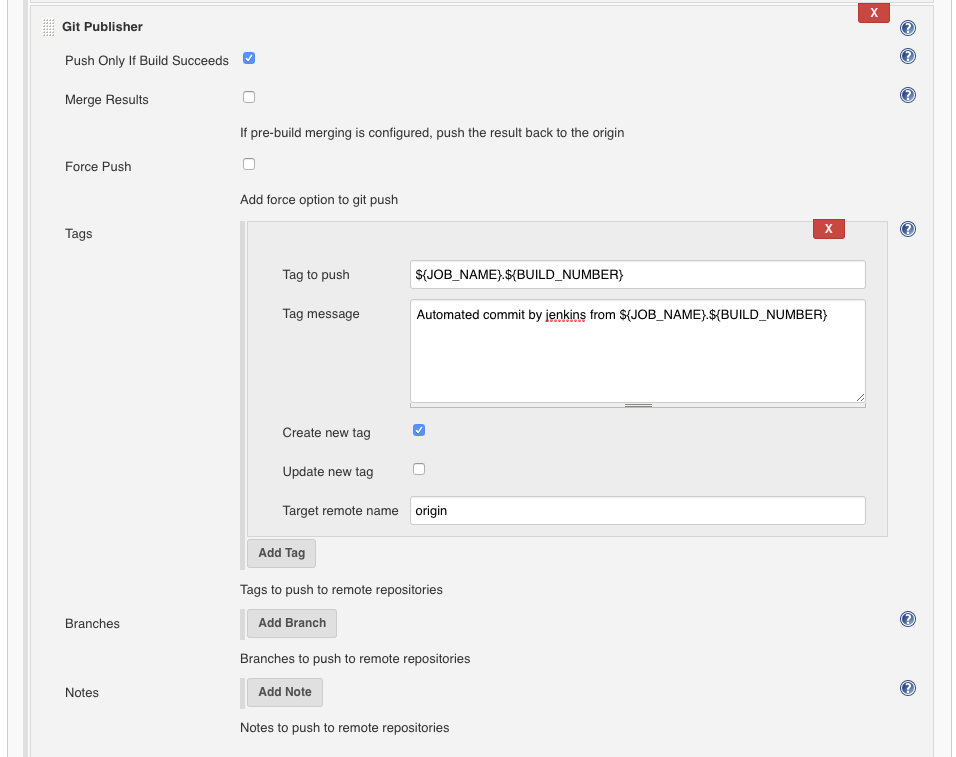 X
Git Publisher
?
Push Only If Build Succeeds
?
Merge Results
?
If pre-build merging is configured, push the result back to the origin
Force Push
Add force option to git push
Tags
X
?
Tag to push
${JOB_NAME}.${BUILD_NUMBER}
Tag message
Automated commit by jenkins from ${JOB_NAME}.${BUILD_NUMBER}
Create new tag
Update new tag
Target remote name
origin
Add Tag
Tags to push to remote repositories
Branches
Add Branch
?
Branches to push to remote repositories
Notes
Add Note
?
Notes to push to remote repositories